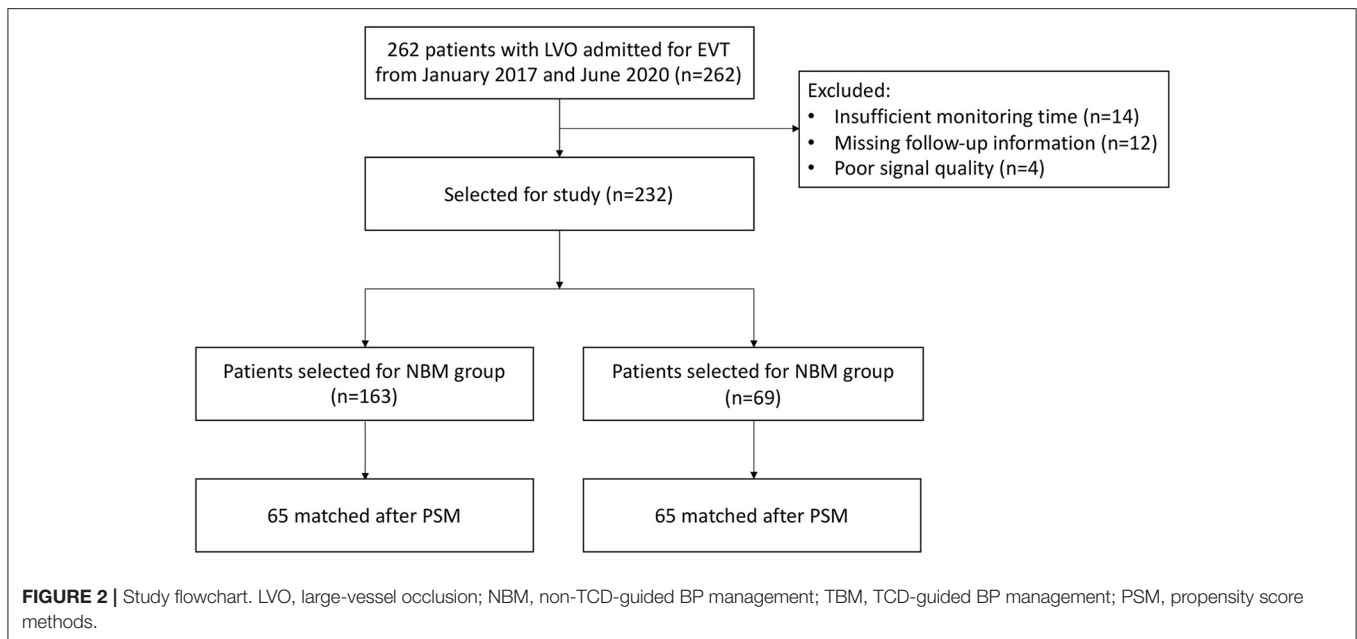 262 patients with LVO admitted for EVT
from January 2017 and June 2020 (n=262)
Excluded:
• Insufficient monitoring time (n=14)
• Missing follow-up information (n=12)
• Poor signal quality (n=4)
Selected for study (n=232)
Patients selected for NBM group
(n=163)
Patients selected for NBM group
(n=69)
65 matched after PSM
65 matched after PSM
FIGURE 2 | Study flowchart. LVO, large-vessel occlusion; NBM, non-TCD-guided BP management; TBM, TCD-guided BP management; PSM, propensity score
methods.